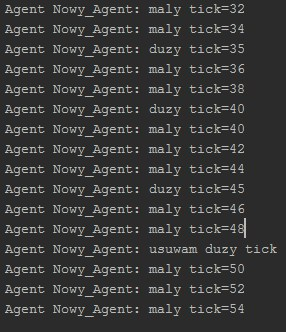 Agent Nowy_Agent: maly tick=32
Agent Nowy_Agent: maly tick=34
Agent Nowy_Agent: duzy tick=35
Agent Nowy_Agent: maly tick=36
Agent Nowy_Agent: maly tick=38
Agent Nowy_Agent: duzy tick=40
Agent Nowy_Agent: maly tick=40
Agent Nowy_Agent: maly tick=42
Agent Nowy_Agent: maly tick=44
Agent Nowy_Agent: duzy tick=45
Agent Nowy_Agent: maly tick=46
Agent Nowy_Agent: maly tick=48
Agent Nowy_Agent: usuwam duzy tick
Agent Nowy_Agent: maly tick=50
Agent Nowy_Agent: maly tick=52
Agent Nowy_Agent: maly tick=54